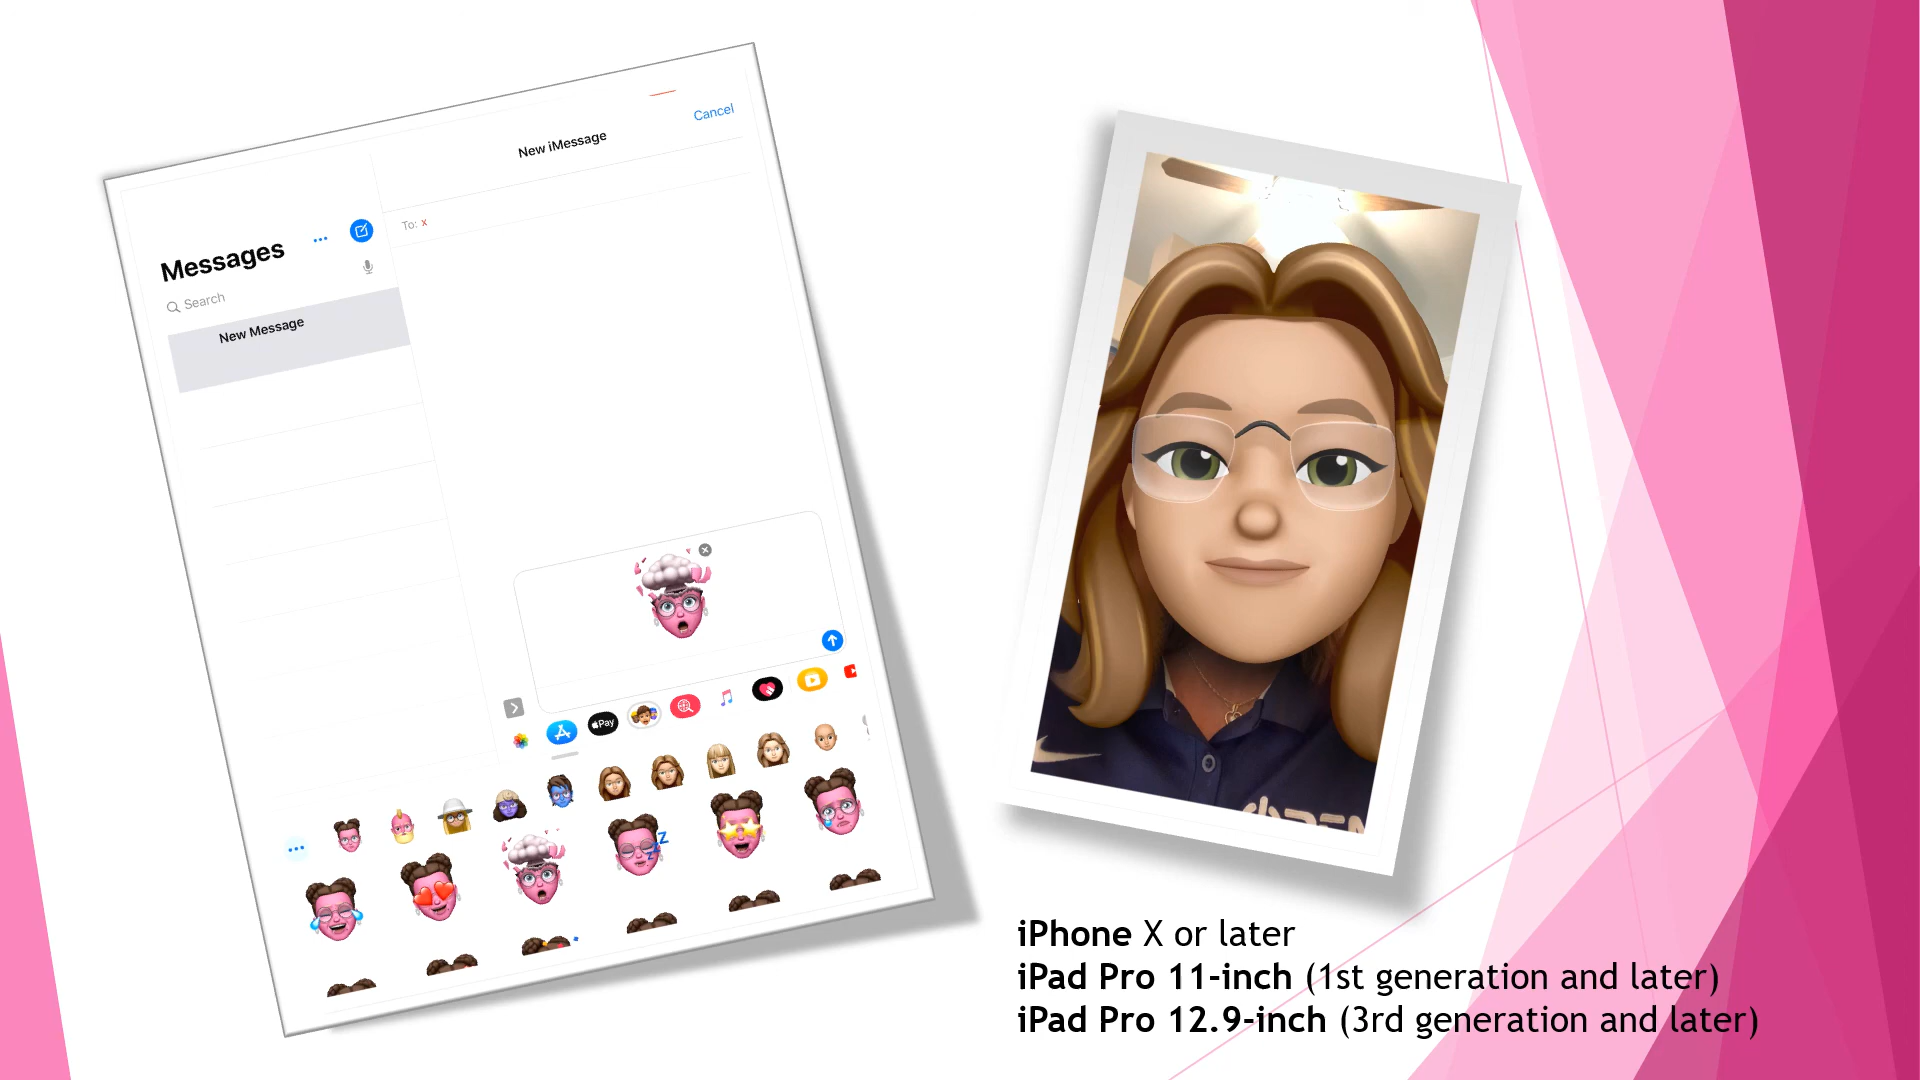 New iMessage
Cancel
To: x
Messages
Search
New Message
Pay
iPhone X or later
iPad Pro 11-inch (1st generation and later)
iPad Pro 12.9-inch (3rd generation and later)